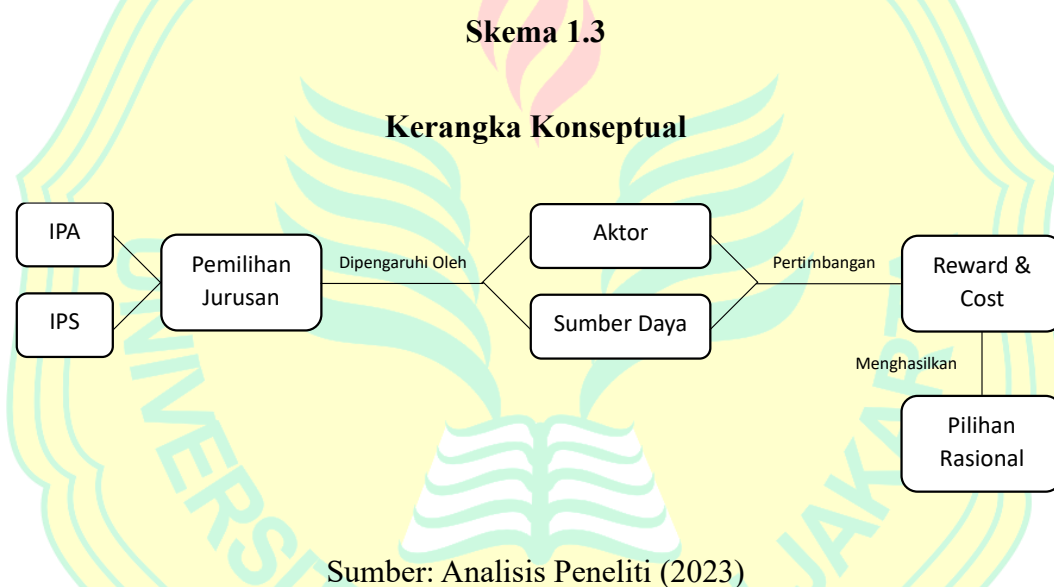 Skema 1.3
Kerangka Konseptual
IPA
IPS
Pemilihan
Jurusan
Dipengaruhi Oleh
Aktor
Sumber Daya
Pertimbangan
Reward &
Cost
Menghasilkan
Pilihan
Rasional
Sumber: Analisis Peneliti (2023)